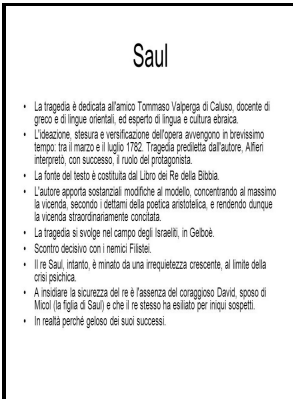 Saul
• La tragedia è dedicata all'amico Tommaso Valperga di Caluso, docente di
greco e di lingue orientali, ed esperto di lingua e cultura ebraica.
• L'ideazione, stesura e versificazione dell'opera avvengono in brevissimo
tempo: tra il marzo e il luglio 1782. Tragedia prediletta dall'autore, Alfieri
interpretò, con successo, il ruolo del protagonista.
• La fonte del testo è costituita dal Libro dei Re della Bibbia.
• L'autore apporta sostanziali modifiche al modello, concentrando al massimo
la vicenda, secondo i dettami della poetica aristotelica, e rendendo dunque
la vicenda straordinariamente concitata.
• La tragedia si svolge nel campo degli Israeliti, in Gelboè.
• Scontro decisivo con i nemici Filistei.
• Il re Saul, intanto, è minato da una irrequietezza crescente, al limite della
crisi psichica.
• A insidiare la sicurezza del re è l'assenza del coraggioso David, sposo di
Micol (la figlia di Saul) e che il re stesso ha esiliato per iniqui sospetti.
• In realtà perchè geloso dei suoi successi.